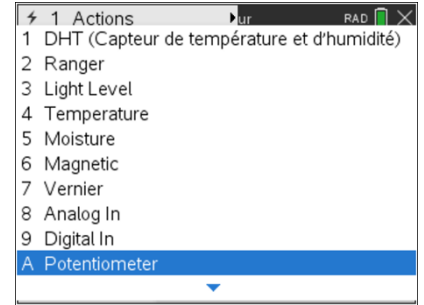 1 Actions ur RAD
1 DHT (Capteur de température et d'humidité)
2 Ranger
3 Light Level
4 Temperature
5 Moisture
6 Magnetic
7 Vernier
8 Analog In
9 Digital In
A Potentiometer